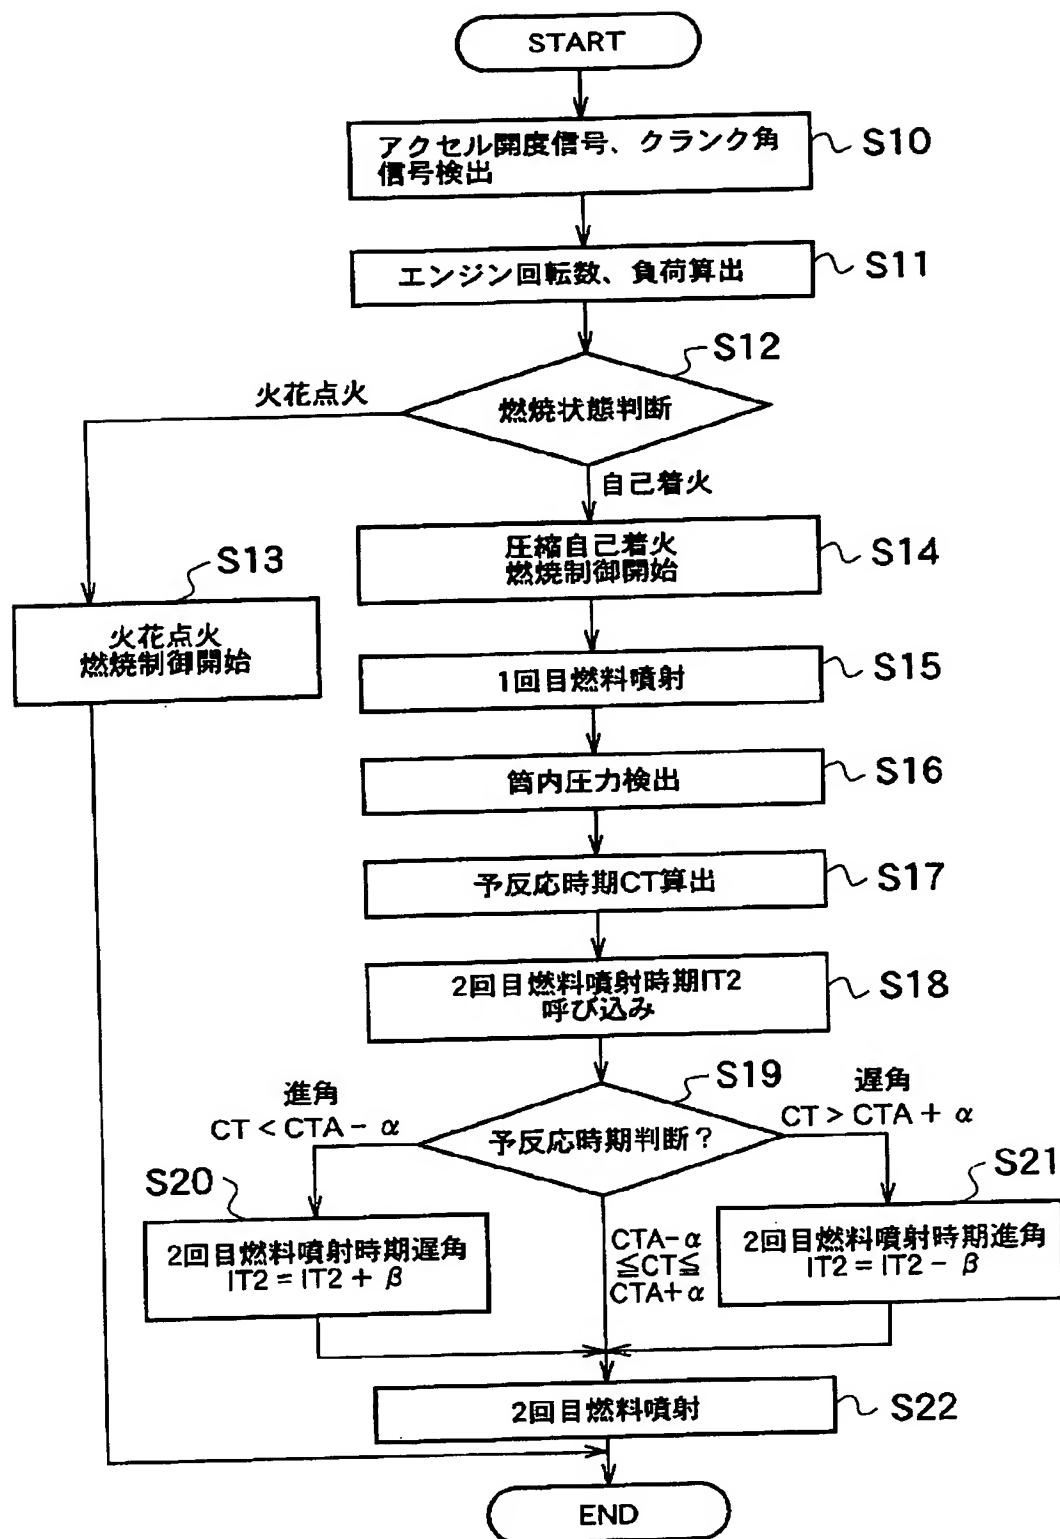 START
アクセル開度信号、クランク角
信号検出
S10
エンジン回転数、負荷算出
S11
S12
火花点火
燃焼状態判断
自己着火
S13
火花点火
燃焼制御開始
圧縮自己着火
燃焼制御開始
S14
1回目燃料噴射
S15
筒内圧力検出
S16
予反応時期CT算出
S17
2回目燃料噴射時期IT2
呼び込み
S18
S19
進角
CT < CTA - α
遅角
CT > CTA + α
予反応時期判断?
S20
2回目燃料噴射時期遅角
IT2 = IT2 + β
CTA-α
≦CT≦
CTA+α
S21
2回目燃料噴射時期進角
IT2 = IT2 - β
2回目燃料噴射
S22
END